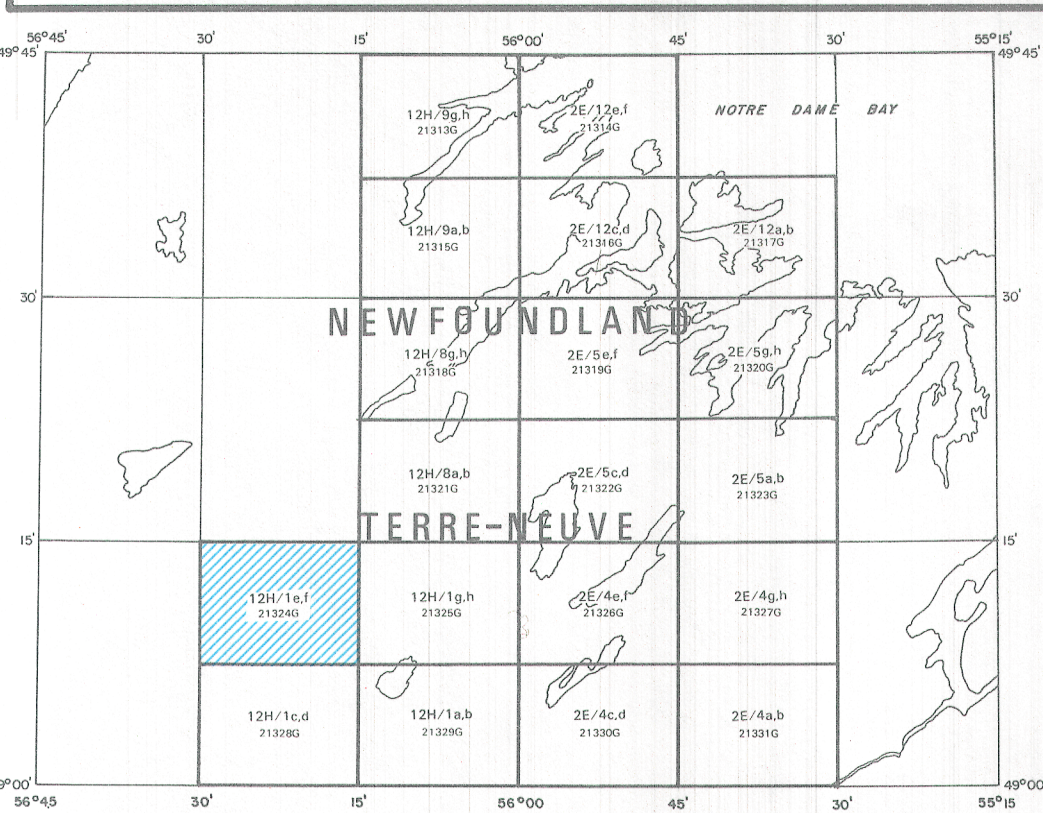 56°45' 30' 15' 56°00' 45' 30' 55°15'
49°45' 49°45'
12H/9g,h 2E/12e,f NOTRE DAME BAY
21313G 21314G
12H/9a,b 2E/12c,d 2E/12a,b
21315G 21316G 21317G
30' 30'
NEWFOUNDLAND
12H/8g,h 2E/5e,f 2E/5g,h
21318G 21319G 21320G
12H/8a,b 2E/5c,d 2E/5a,b
21321G 21322G 21323G
TERRE-NEUVE
15' 15'
12H/1e,f 12H/1g,h 2E/4e,f 2E/4g,h
21324G 21325G 21326G 21327G
12H/1c,d 12H/1a,b 2E/4c,d 2E/4a,b
21328G 21329G 21330G 21331G
9°00' 49°00'
56°45' 30' 15' 56°00' 45' 30' 55°15'